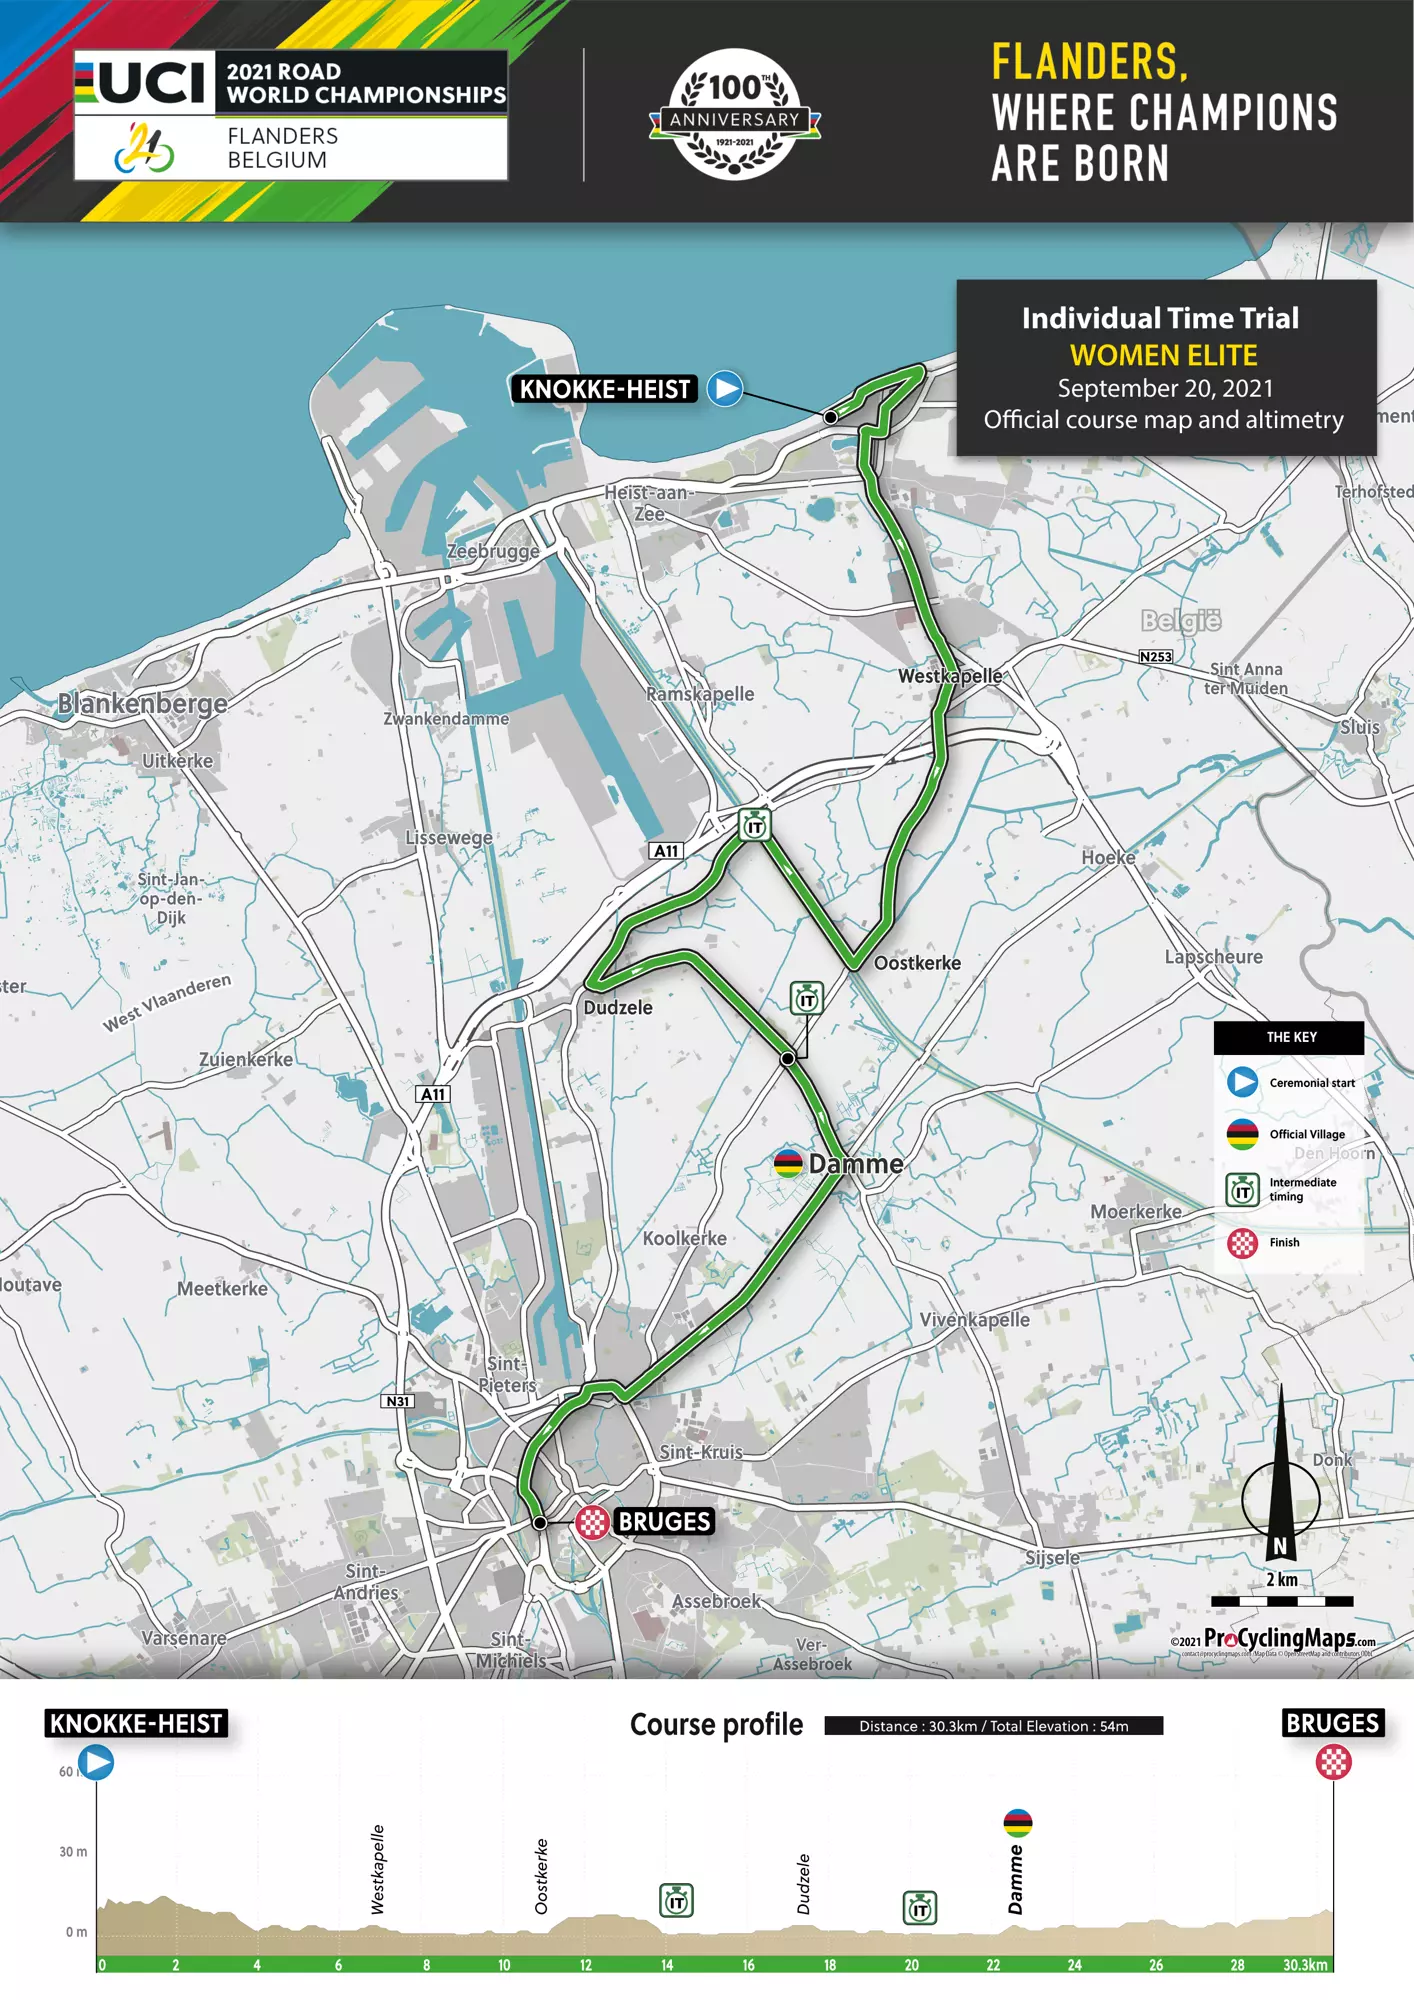 UCI
2021 ROAD
WORLD CHAMPIONSHIPS
21
FLANDERS
BELGIUM
100TH
ANNIVERSARY
1921-2021
FLANDERS,
WHERE CHAMPIONS
ARE BORN
Individual Time Trial
WOMEN ELITE
September 20, 2021
Official course map and altimetry
KNOKKE-HEIST
Terhofsted
Heist-aan-
Zee
Zeebrugge
België
N253
Westkapelle
Sint Anna
ter Muiden
Ramskapelle
Blankenberge
Zwankendamme
Sluis
Uitkerke
IT
Lissewege
A11
Hoeke
Sint-Jan-
op-den-
Dijk
Oostkerke
Lapscheure
West Vlaanderen
IT
Dudzele
Zuienkerke
A11
THE KEY
Ceremonial start
Official Village
Den Hoorn
IT
Intermediate
timing
Finish
Damme
Moerkerke
Koolkerke
Meetkerke
Vivenkapelle
Sint-
Pieters
N31
Sint-Kruis
Donk
BRUGES
N
2 km
Sijsele
Sint-
Andries
Assebroek
Varsenare
Sint-
Michiels
Ver-
Assebroek
©2021 ProCyclingMaps.com
KNOKKE-HEIST
Course profile
Distance : 30.3km / Total Elevation : 54m
BRUGES
30 m
0 m
Westkapelle
Oostkerke
IT
Dudzele
IT
Damme
0 2 4 6 8 10 12 14 16 18 20 22 24 26 28 30.3km